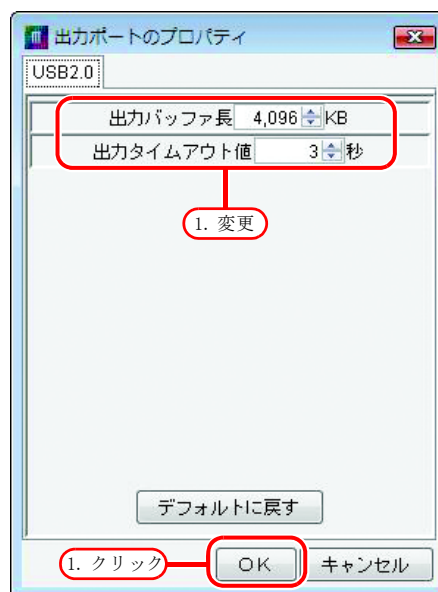 出力ポートのプロパティ
USB2.0
出力バッファ長 4,096 KB
出力タイムアウト値 3 秒
1. 変更
デフォルトに戻す
1. クリック OK キャンセル